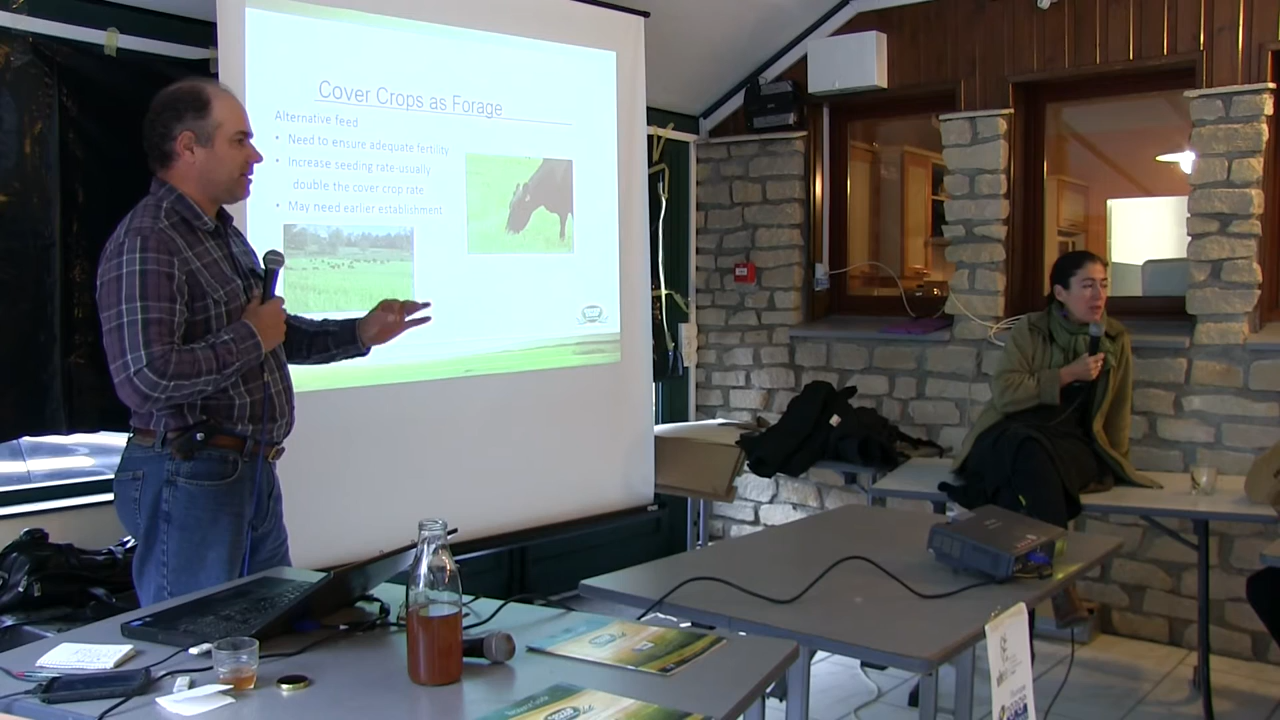 Cover Crops as Forage
Alternative feed
• Need to ensure adequate fertility
• Increase seeding rate-usually
double the cover crop rate
• May need earlier establishment